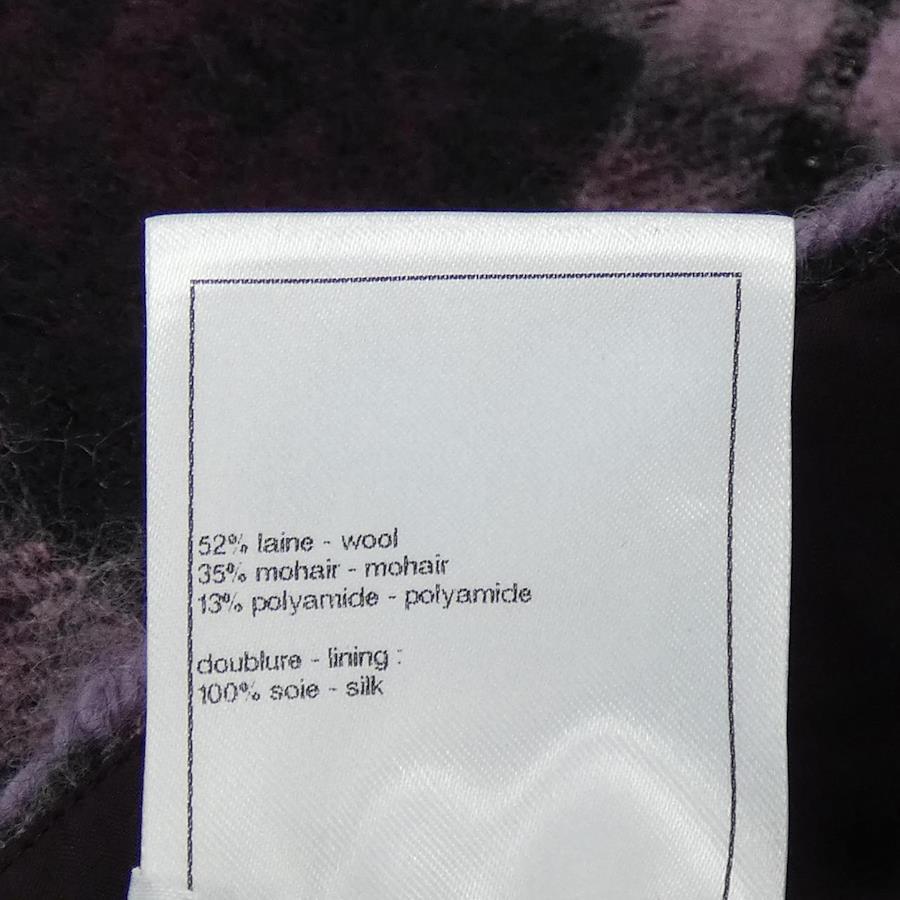 52% laine - wool
35% mohair - mohair
13% polyamide - polyamide
doublure - lining :
100% soie - silk